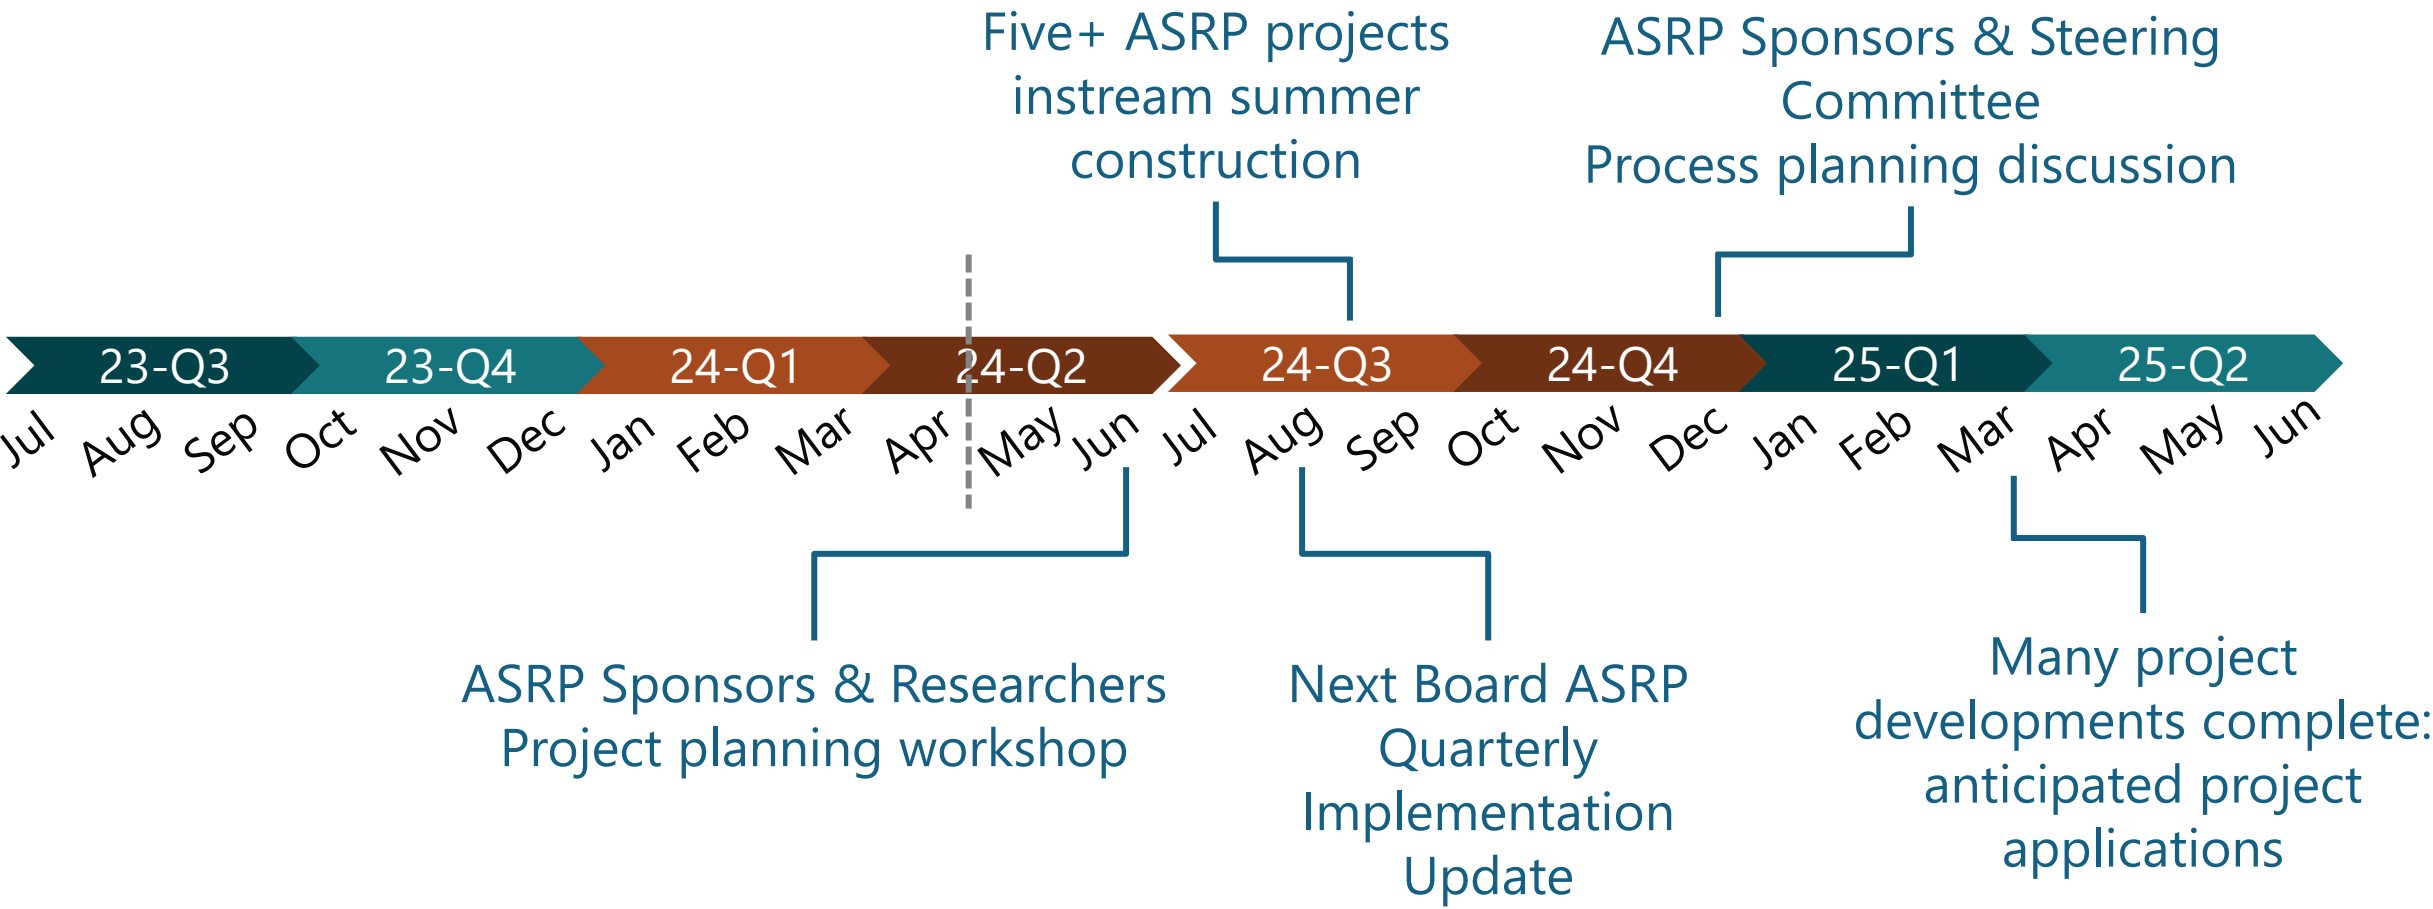 Five+ ASRP projects
instream summer
construction
ASRP Sponsors & Steering
Committee
Process planning discussion
23-Q3 23-Q4 24-Q1 24-Q2 24-Q3 24-Q4 25-Q1 25-Q2
Jul Aug Sep Oct Nov Dec Jan Feb Mar Apr May Jun Jul Aug Sep Oct Nov Dec Jan Feb Mar Apr May Jun
ASRP Sponsors & Researchers
Project planning workshop
Next Board ASRP
Quarterly
Implementation
Update
Many project
developments complete:
anticipated project
applications